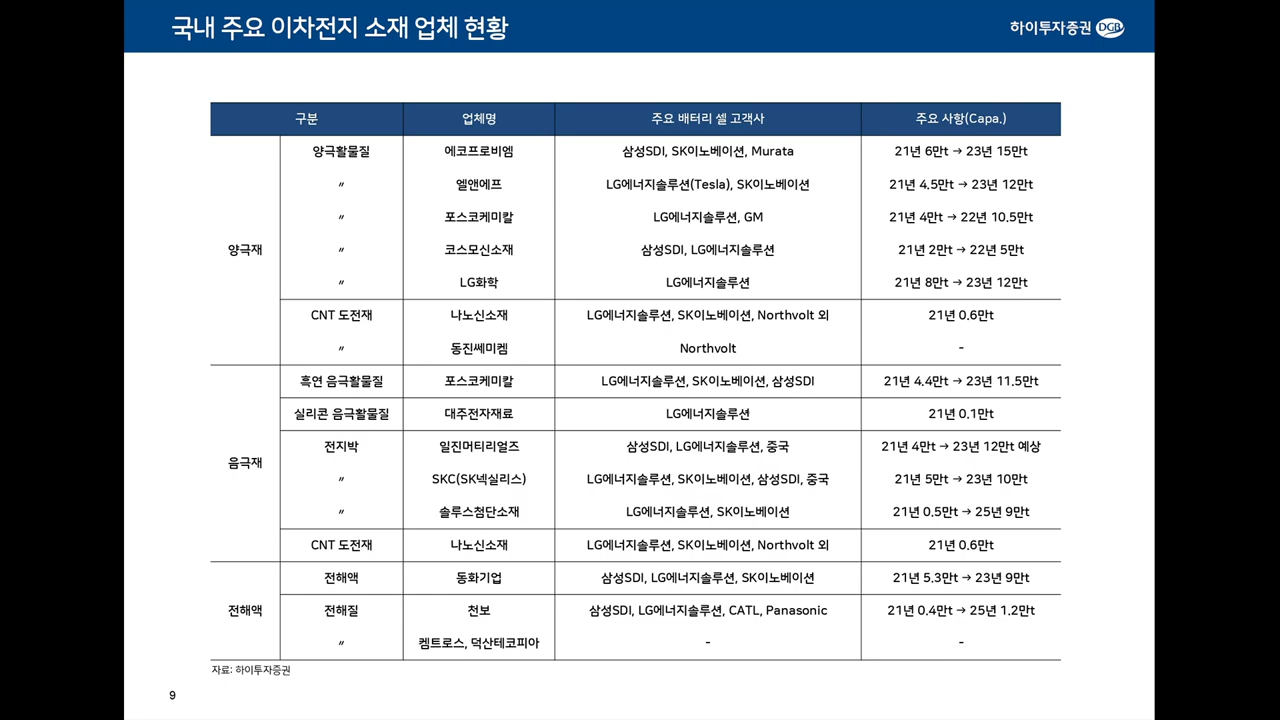 국내 주요 이차전지 소재 업체 현황
하이투자증권 DGB
구분 업체명 주요 배터리 셀 고객사 주요 사항(Capa.)
양극활물질 에코프로비엠 삼성SDI, SK이노베이션, Murata 21년 6만t → 23년 15만t
〃 엘앤에프 LG에너지솔루션(Tesla), SK이노베이션 21년 4.5만t → 23년 12만t
〃 포스코케미칼 LG에너지솔루션, GM 21년 4만t → 22년 10.5만t
양극재 〃 코스모신소재 삼성SDI, LG에너지솔루션 21년 2만t → 22년 5만t
〃 LG화학 LG에너지솔루션 21년 8만t → 23년 12만t
CNT 도전재 나노신소재 LG에너지솔루션, SK이노베이션, Northvolt 외 21년 0.6만t
〃 동진쎄미켐 Northvolt -
흑연 음극활물질 포스코케미칼 LG에너지솔루션, SK이노베이션, 삼성SDI 21년 4.4만t → 23년 11.5만t
실리콘 음극활물질 대주전자재료 LG에너지솔루션 21년 0.1만t
전지박 일진머티리얼즈 삼성SDI, LG에너지솔루션, 중국 21년 4만t → 23년 12만t 예상
음극재 〃 SKC(SK넥실리스) LG에너지솔루션, SK이노베이션, 삼성SDI, 중국 21년 5만t → 23년 10만t
〃 솔루스첨단소재 LG에너지솔루션, SK이노베이션 21년 0.5만t → 25년 9만t
CNT 도전재 나노신소재 LG에너지솔루션, SK이노베이션, Northvolt 외 21년 0.6만t
전해액 동화기업 삼성SDI, LG에너지솔루션, SK이노베이션 21년 5.3만t → 23년 9만t
전해액 전해질 천보 삼성SDI, LG에너지솔루션, CATL, Panasonic 21년 0.4만t → 25년 1.2만t
〃 켐트로스, 덕산테코피아 - -
자료: 하이투자증권
9